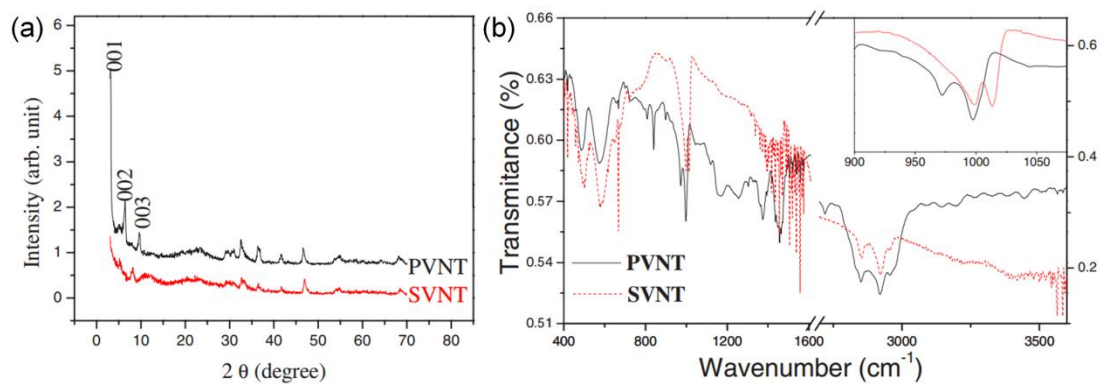 (a)
6
5
4
3
2
1
0
Intensity (arb. unit)
001
002
003
PVNT
SVNT
0 10 20 30 40 50 60 70 80
2 θ (degree)
(b)
0.66
0.63
0.60
0.57
0.54
0.51
Transmitance (%)
PVNT
SVNT
900 950 1000 1050
0.6
0.4
0.2
400 800 1200 1600 3000 3500
Wavenumber (cm⁻¹)